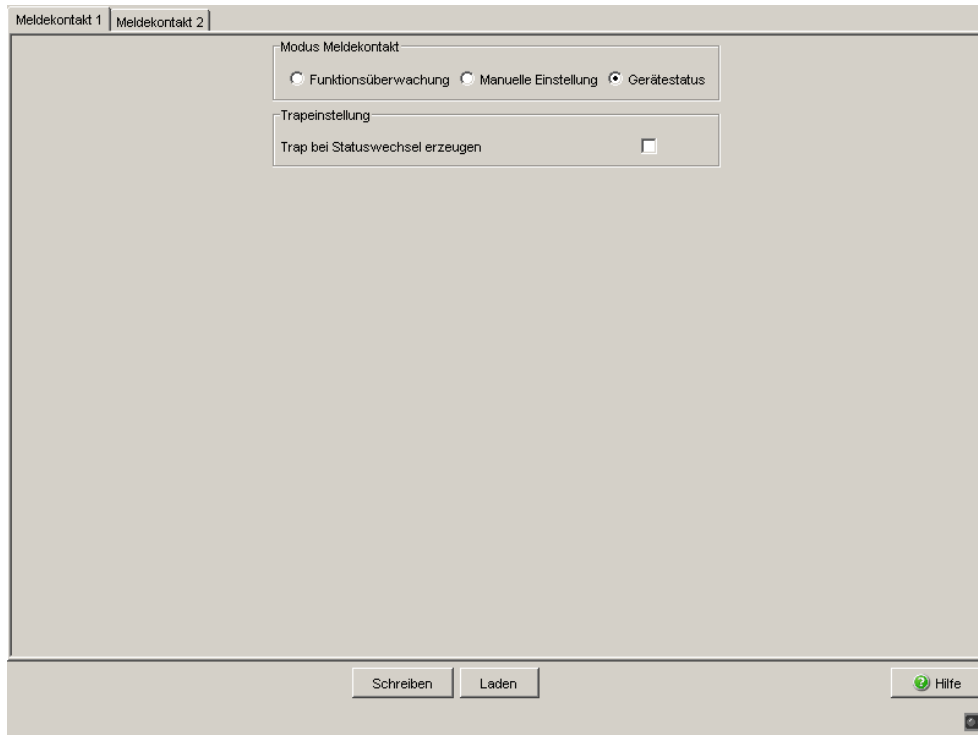 Meldekontakt 1 Meldekontakt 2
Modus Meldekontakt
Funktionsüberwachung Manuelle Einstellung Gerätestatus
Trapeinstellung
Trap bei Statuswechsel erzeugen
Schreiben Laden Hilfe